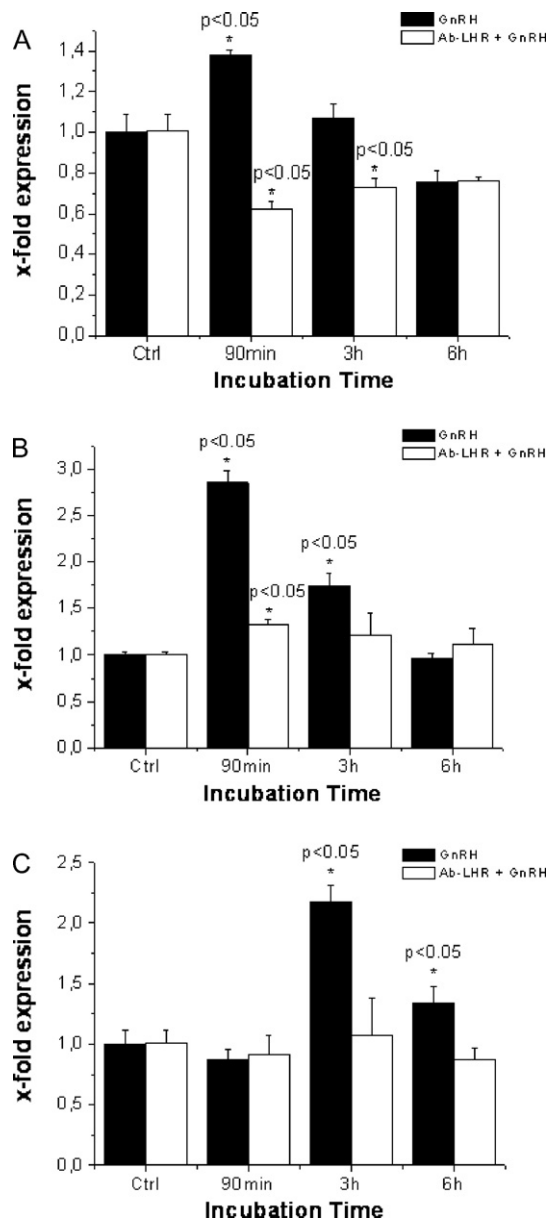 A
GnRH
Ab-LHR + GnRH
p<0.05
*
p<0.05
*
p<0.05
*
x-fold expression
1,4
1,2
1,0
0,8
0,6
0,4
0,2
0,0
Ctrl 90min 3h 6h
Incubation Time
B
GnRH
Ab-LHR + GnRH
p<0.05
*
p<0.05
*
p<0.05
*
x-fold expression
3,0
2,5
2,0
1,5
1,0
0,5
0,0
Ctrl 90min 3h 6h
Incubation Time
C
GnRH
Ab-LHR + GnRH
p<0.05
*
p<0.05
*
x-fold expression
2,5
2,0
1,5
1,0
0,5
0,0
Ctrl 90min 3h 6h
Incubation Time